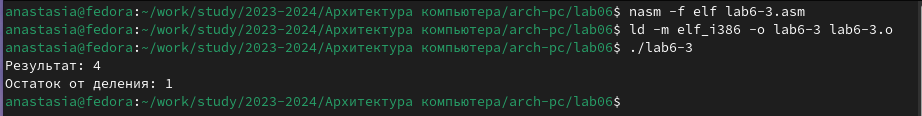 anastasia@fedora:~/work/study/2023-2024/Архитектура компьютера/arch-pc/lab06$ nasm -f elf lab6-3.asm
anastasia@fedora:~/work/study/2023-2024/Архитектура компьютера/arch-pc/lab06$ ld -m elf_i386 -o lab6-3 lab6-3.o
anastasia@fedora:~/work/study/2023-2024/Архитектура компьютера/arch-pc/lab06$ ./lab6-3
Результат: 4
Остаток от деления: 1
anastasia@fedora:~/work/study/2023-2024/Архитектура компьютера/arch-pc/lab06$